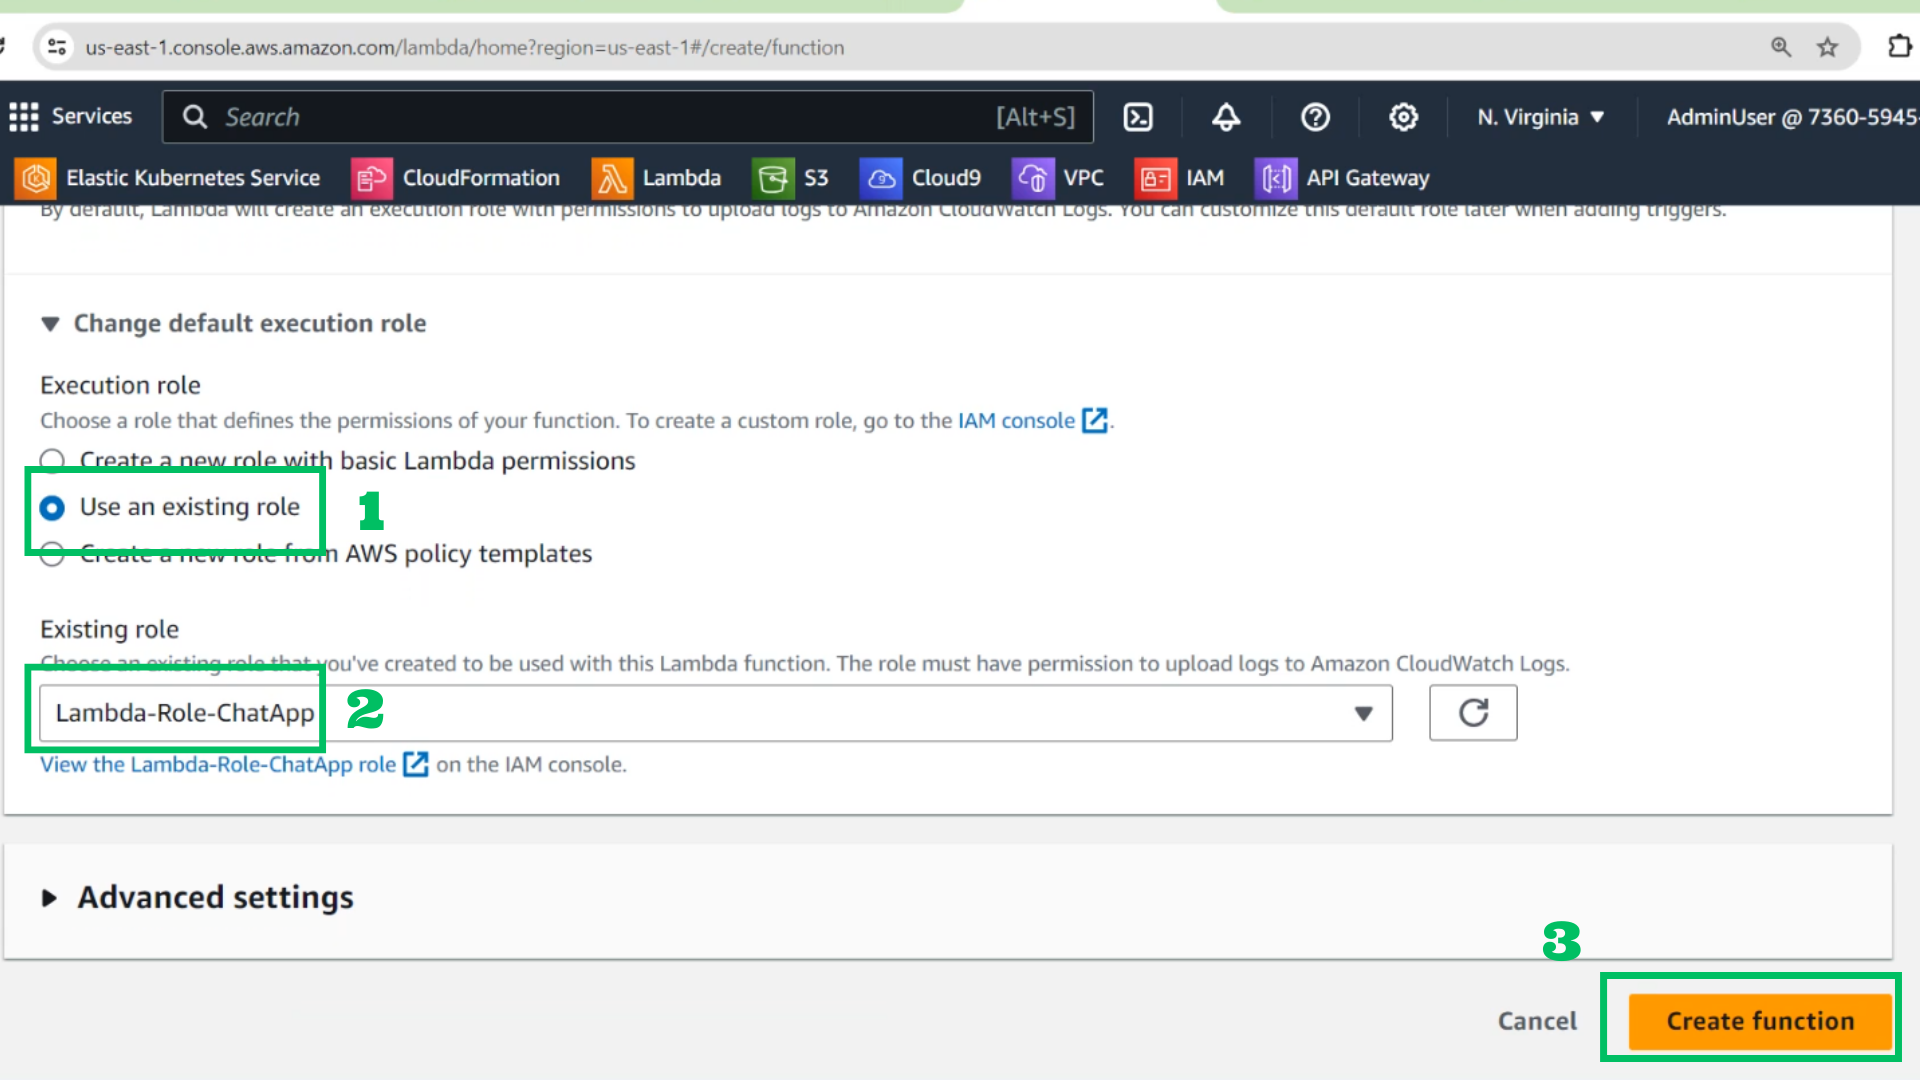 us-east-1.console.aws.amazon.com/lambda/home?region=us-east-1#/create/function
Services Search [Alt+S] N. Virginia AdminUser @ 7360-5945-
Elastic Kubernetes Service CloudFormation Lambda S3 Cloud9 VPC IAM API Gateway
By default, Lambda will create an execution role with permissions to upload logs to Amazon CloudWatch Logs. You can customize this default role later when adding triggers.
Change default execution role
Execution role
Choose a role that defines the permissions of your function. To create a custom role, go to the IAM console.
Create a new role with basic Lambda permissions
Use an existing role 1
Create a new role from AWS policy templates
Existing role
Choose an existing role that you've created to be used with this Lambda function. The role must have permission to upload logs to Amazon CloudWatch Logs.
Lambda-Role-ChatApp 2
View the Lambda-Role-ChatApp role on the IAM console.
Advanced settings
3
Cancel Create function